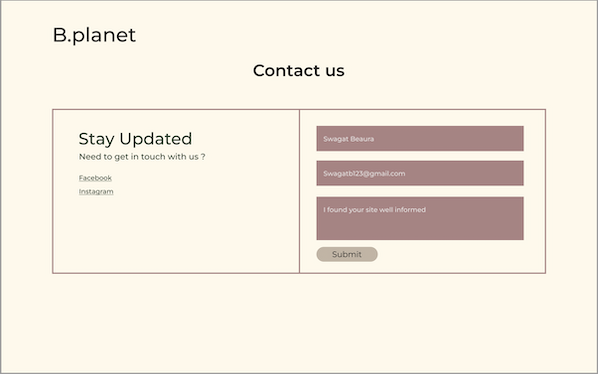 B.planet
Contact us
Stay Updated
Need to get in touch with us ?
Facebook
Instagram
Swagat Beaura
Swagatb123@gmail.com
I found your site well informed
Submit